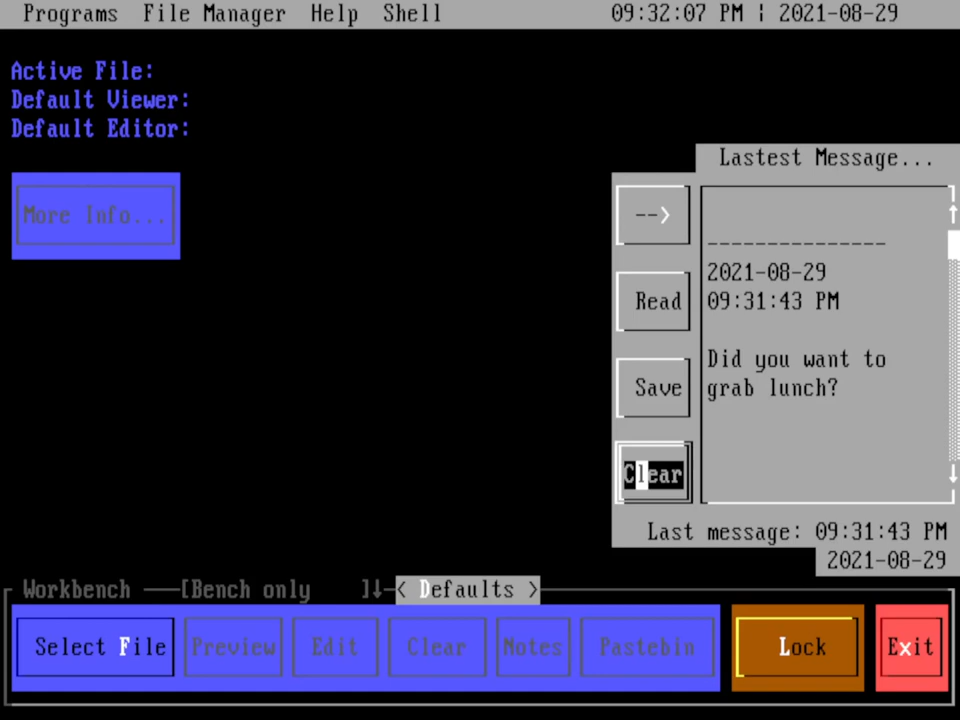 Programs File Manager Help Shell 09:32:07 PM ¦ 2021-08-29
Active File:
Default Viewer:
Default Editor:
More Info...
Lastest Message...
-->
Read
Save
Clear
---------------
2021-08-29
09:31:43 PM
Did you want to
grab lunch?
Last message: 09:31:43 PM
2021-08-29
Workbench [Bench only ]↓ < Defaults >
Select File Preview Edit Clear Notes Pastebin Lock Exit